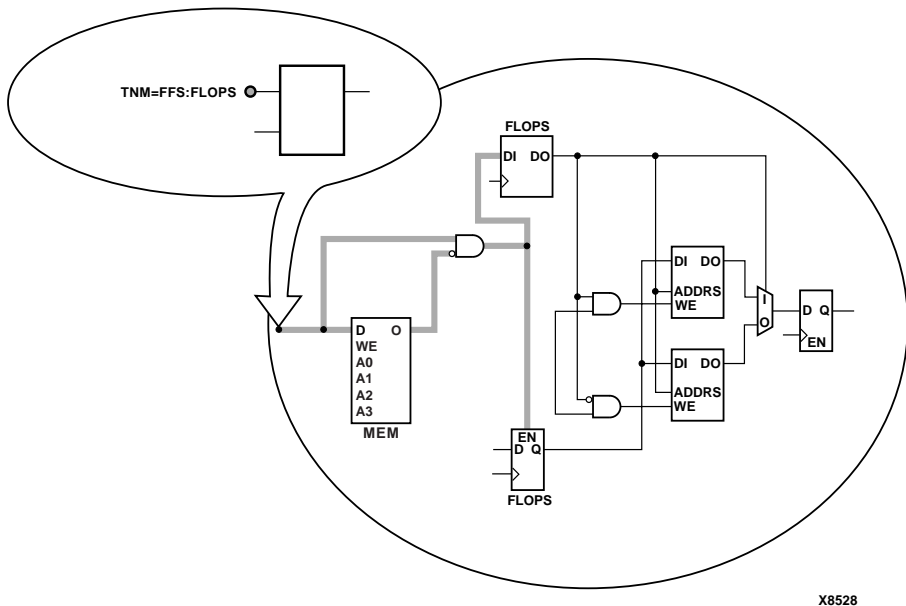 TNM=FFS:FLOPS
FLOPS
DI DO
D O
WE
A0
A1
A2
A3
MEM
DI DO
ADDRS
WE
I
O
D Q
EN
DI DO
ADDRS
WE
EN
D Q
FLOPS
X8528